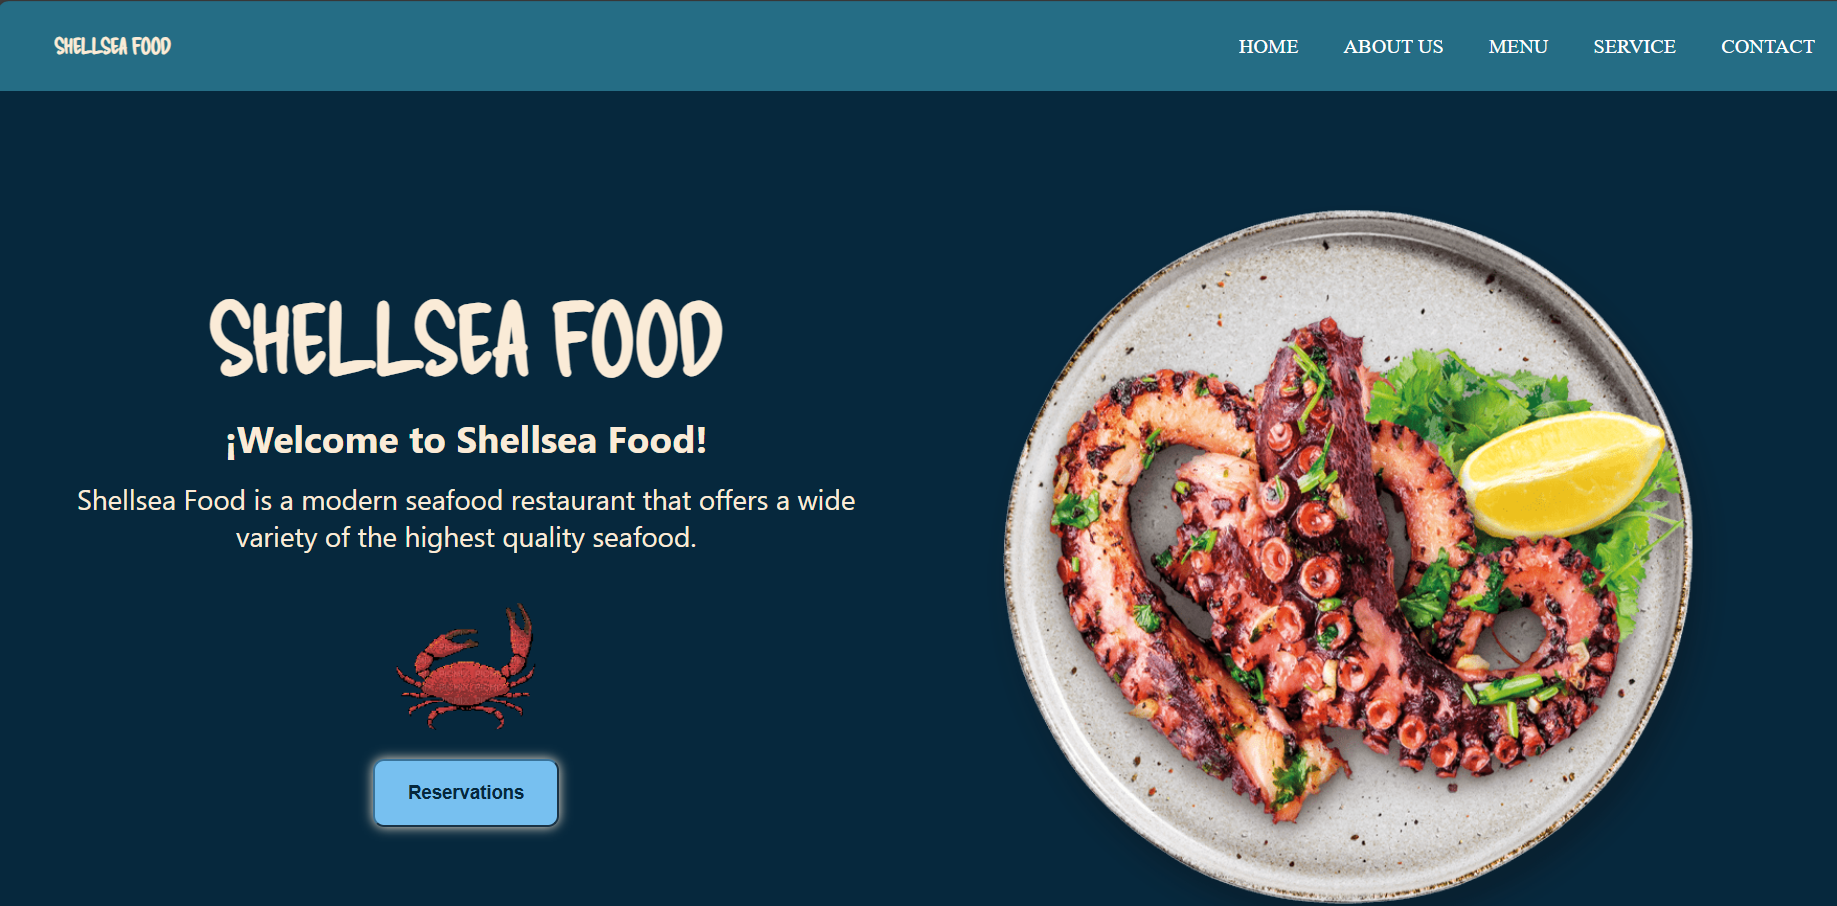 SHELLSEA FOOD
HOME ABOUT US MENU SERVICE CONTACT
SHELLSEA FOOD
¡Welcome to Shellsea Food!
Shellsea Food is a modern seafood restaurant that offers a wide
variety of the highest quality seafood.
Reservations